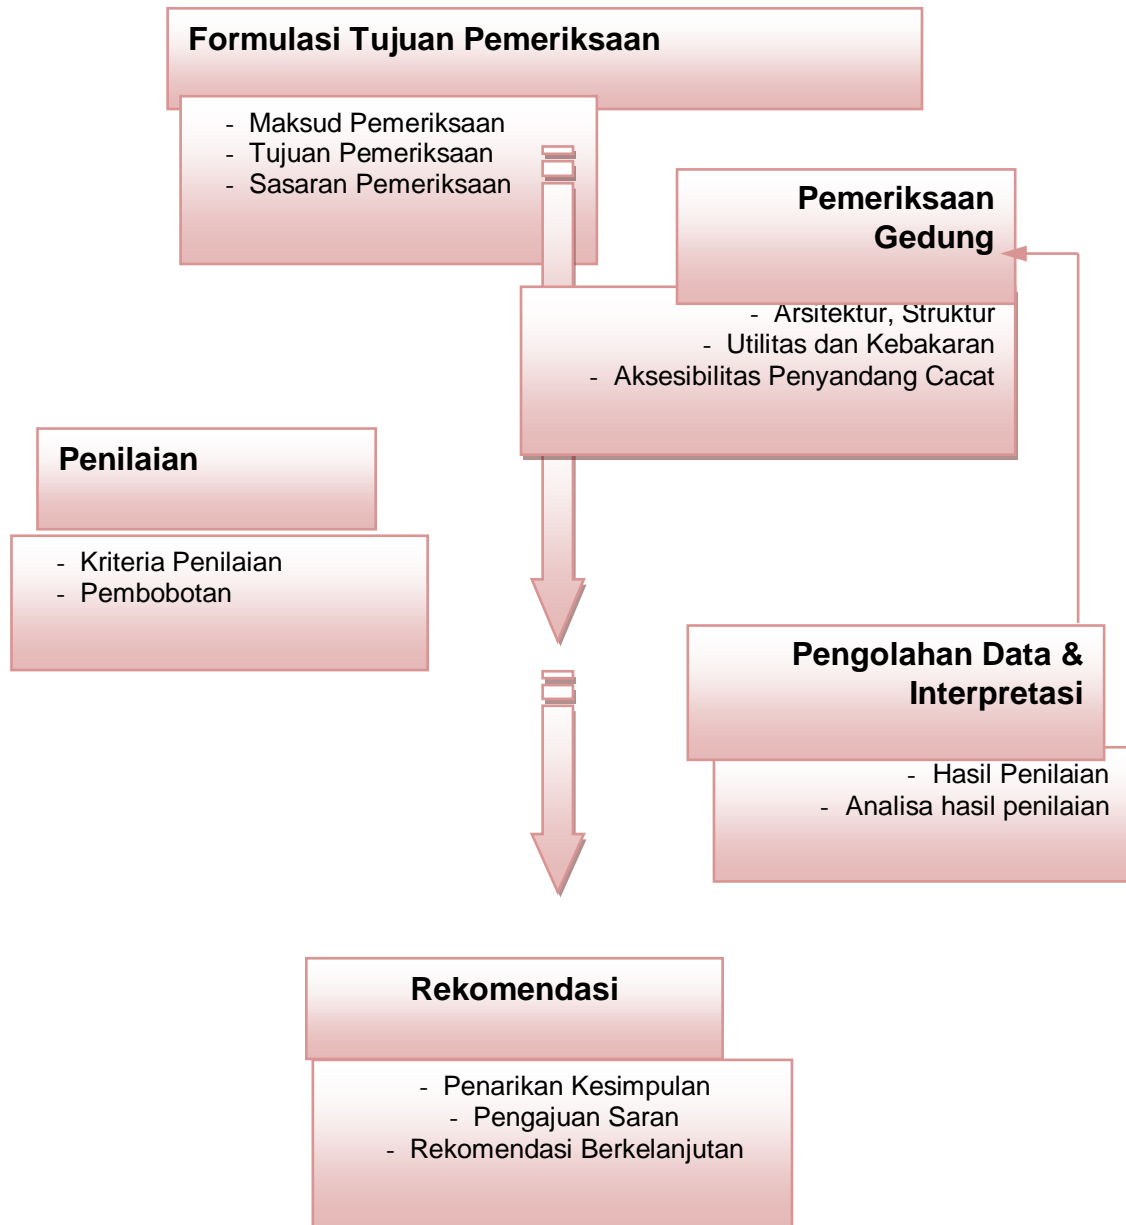 Formulasi Tujuan Pemeriksaan
- Maksud Pemeriksaan
- Tujuan Pemeriksaan
- Sasaran Pemeriksaan
Pemeriksaan
Gedung
- Arsitektur, Struktur
- Utilitas dan Kebakaran
- Aksesibilitas Penyandang Cacat
Penilaian
- Kriteria Penilaian
- Pembobotan
Pengolahan Data &
Interpretasi
- Hasil Penilaian
- Analisa hasil penilaian
Rekomendasi
- Penarikan Kesimpulan
- Pengajuan Saran
- Rekomendasi Berkelanjutan